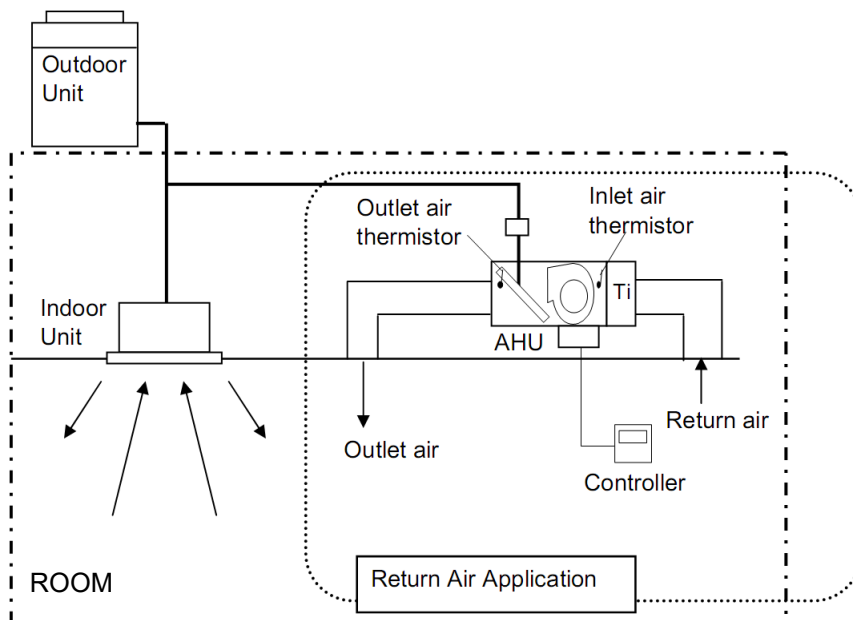 Outdoor
Unit
Outlet air
thermistor
Inlet air
thermistor
Ti
Indoor
Unit
AHU
Outlet air
Return air
Controller
ROOM
Return Air Application